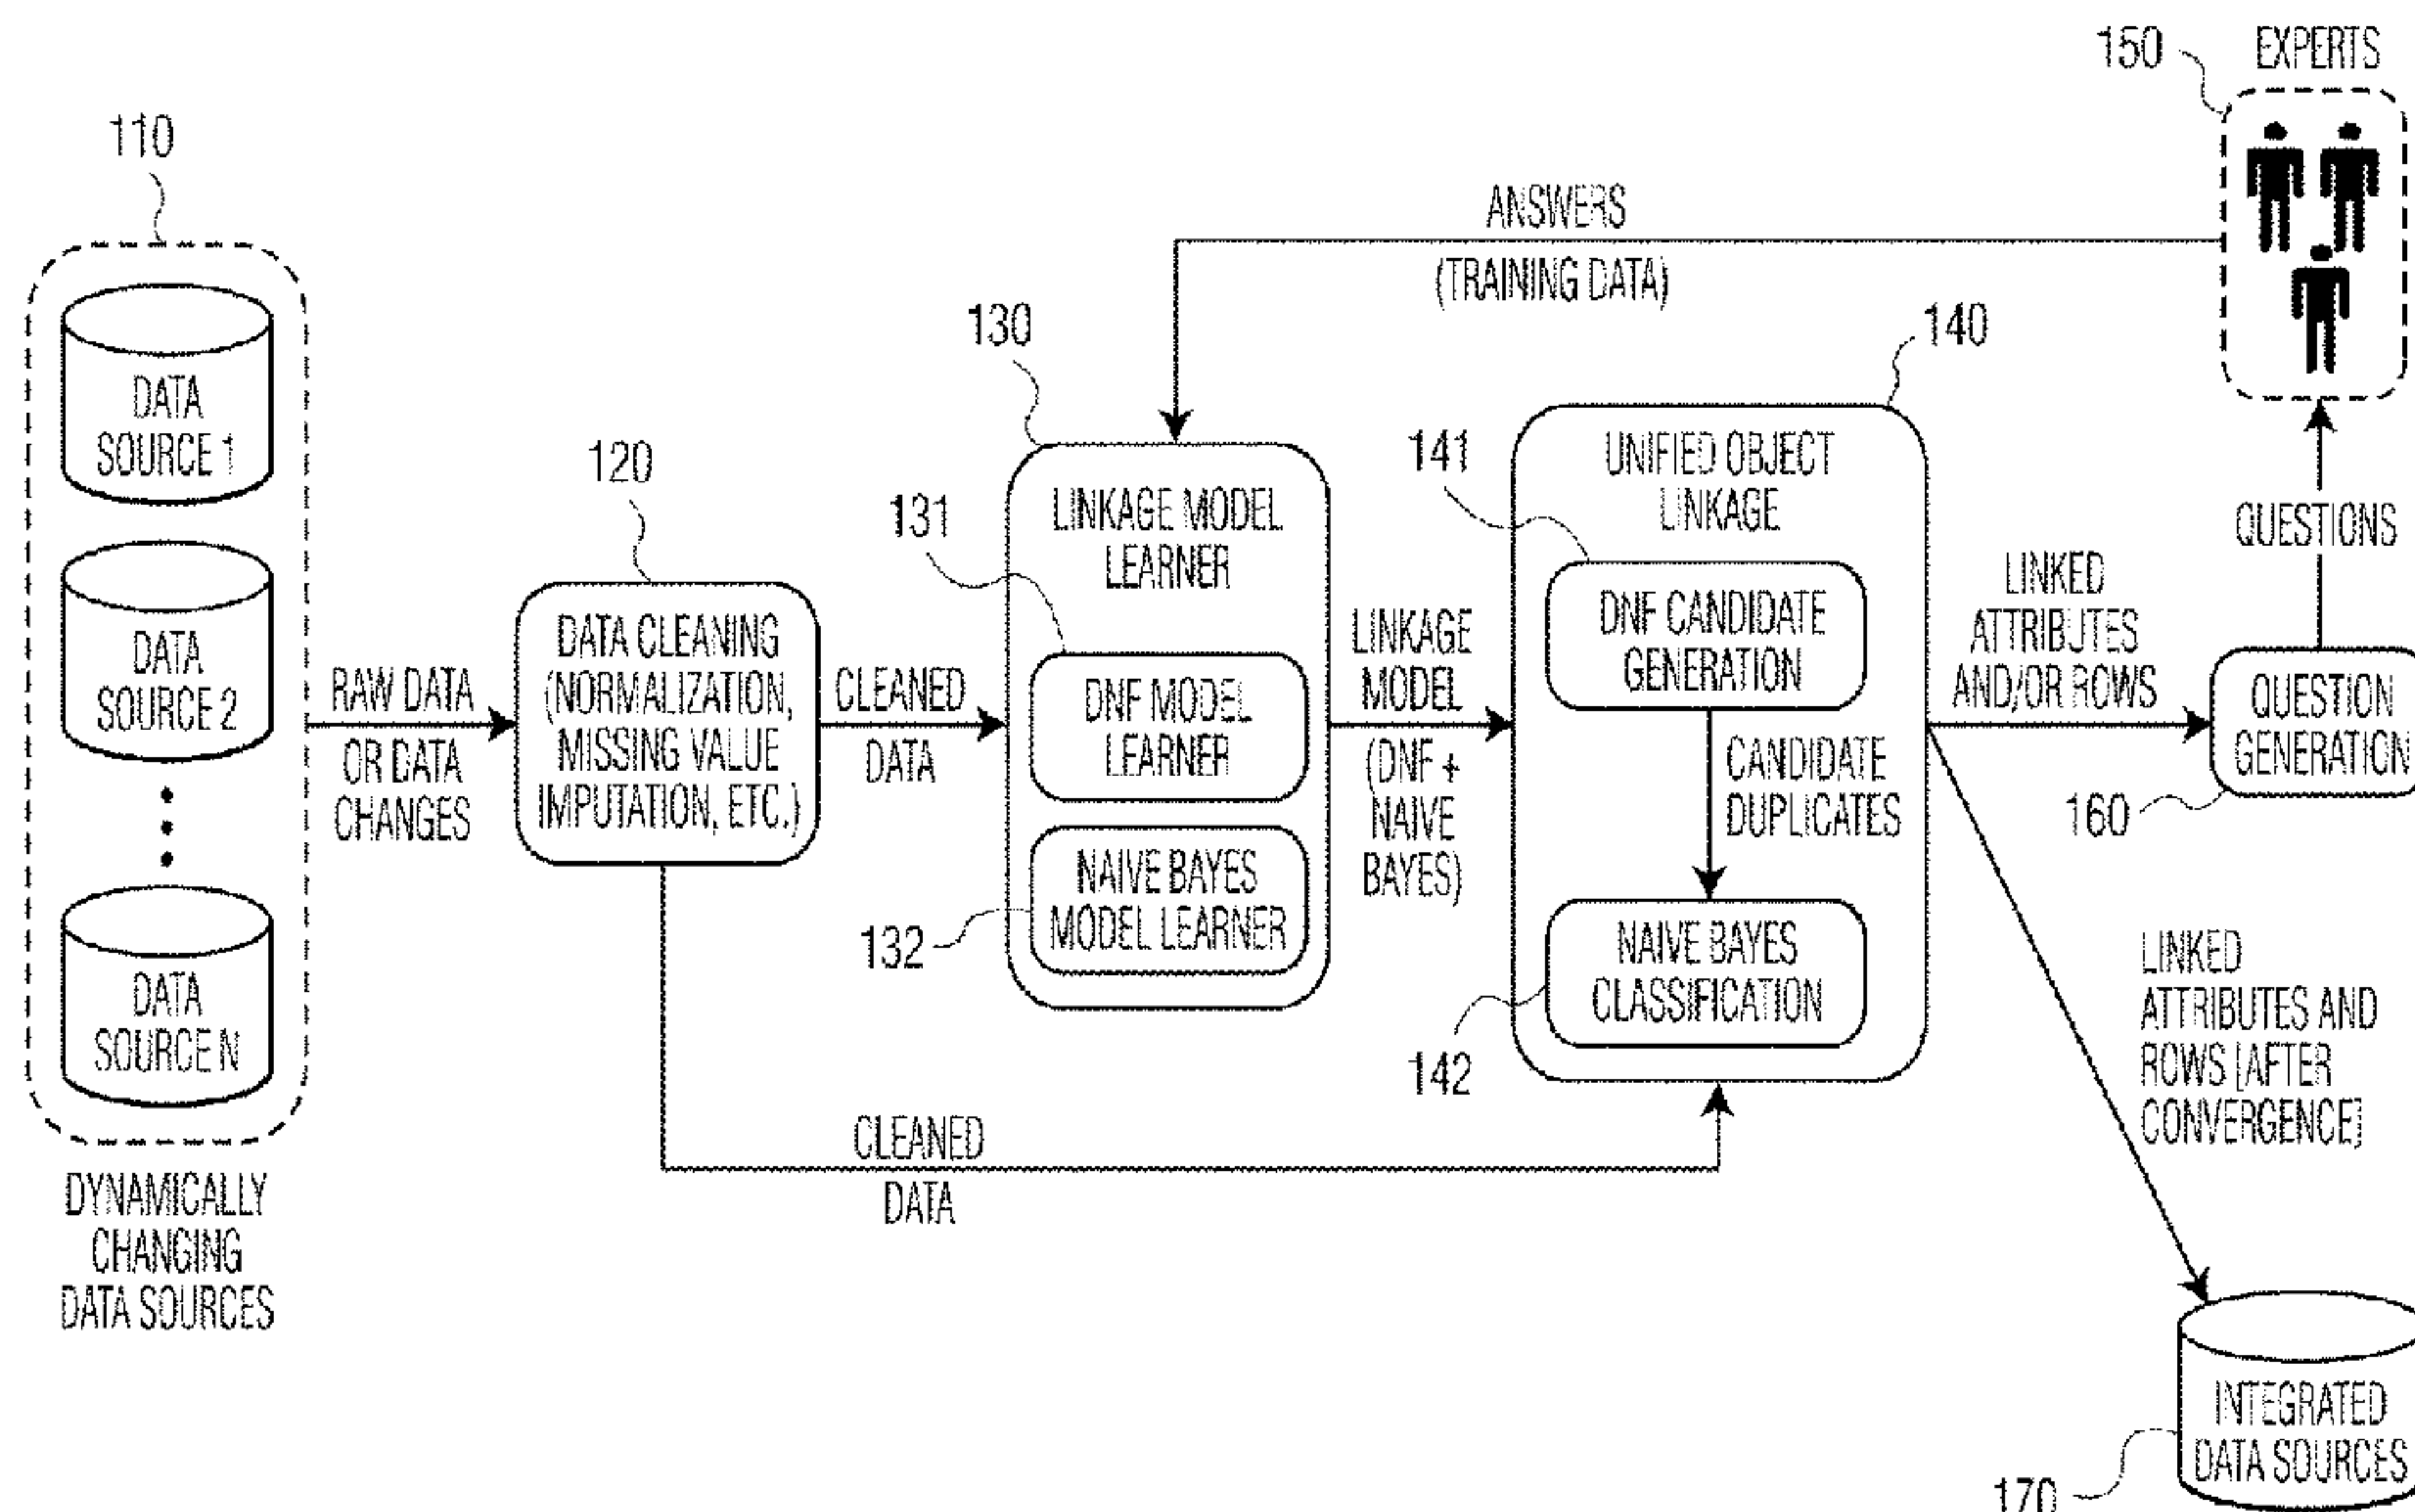 110
DATA
SOURCE 1
DATA
SOURCE 2
DATA
SOURCE N
DYNAMICALLY
CHANGING
DATA SOURCES
RAW DATA
OR DATA
CHANGES
120
DATA CLEANING
(NORMALIZATION,
MISSING VALUE
IMPUTATION, ETC.)
CLEANED
DATA
CLEANED
DATA
130
LINKAGE MODEL
LEARNER
131
DNF MODEL
LEARNER
132
NAIVE BAYES
MODEL LEARNER
ANSWERS
(TRAINING DATA)
LINKAGE
MODEL
(DNF +
NAIVE
BAYES)
140
UNIFIED OBJECT
LINKAGE
141
DNF CANDIDATE
GENERATION
CANDIDATE
DUPLICATES
142
NAIVE BAYES
CLASSIFICATION
150
EXPERTS
QUESTIONS
LINKED
ATTRIBUTES
AND/OR ROWS
QUESTION
GENERATION
160
LINKED
ATTRIBUTES AND
ROWS [AFTER
CONVERGENCE]
INTEGRATED
DATA SOURCES
170